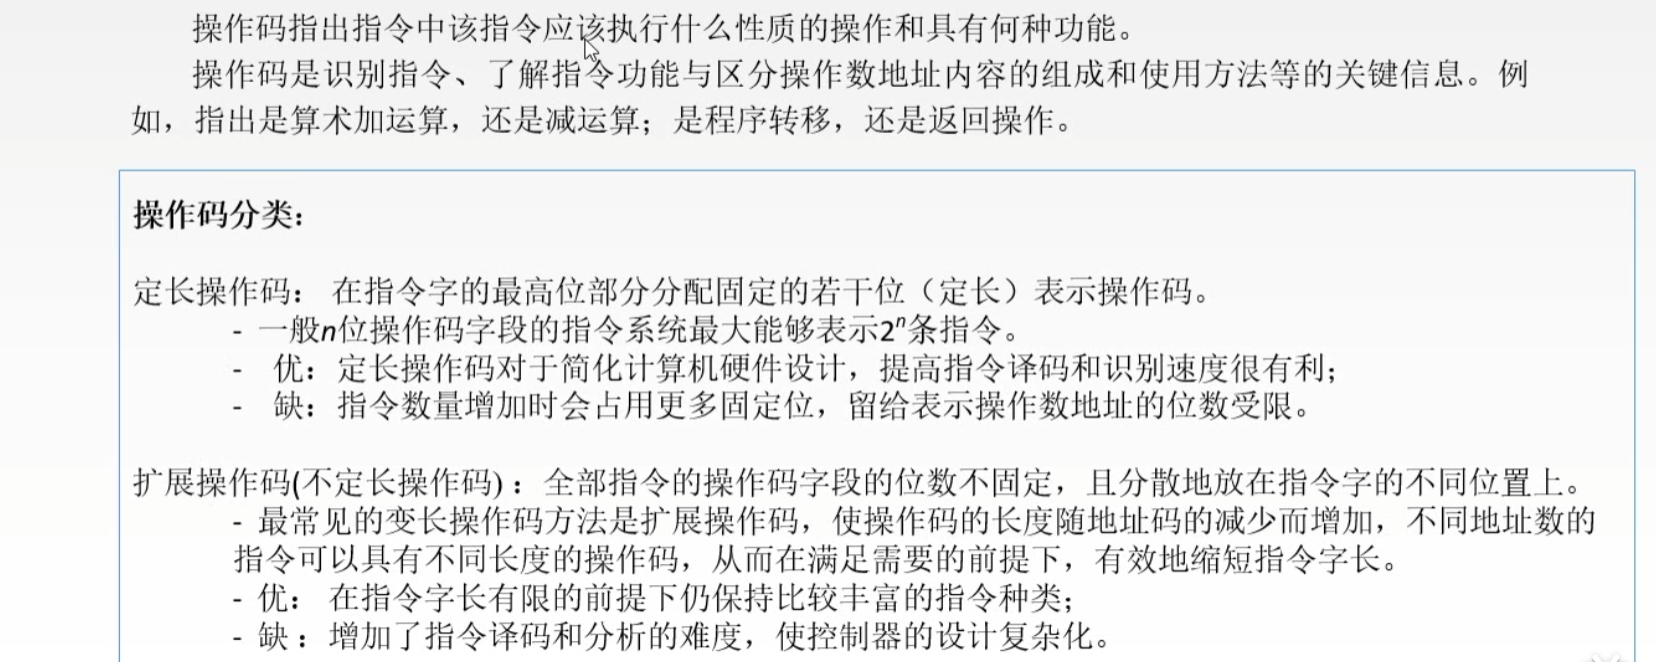 操作码指出指令中该指令应该执行什么性质的操作和具有何种功能。
操作码是识别指令、了解指令功能与区分操作数地址内容的组成和使用方法等的关键信息。例
如，指出是算术加运算，还是减运算；是程序转移，还是返回操作。
操作码分类：
定长操作码： 在指令字的最高位部分分配固定的若干位（定长）表示操作码。
- 一般n位操作码字段的指令系统最大能够表示2ⁿ条指令。
- 优：定长操作码对于简化计算机硬件设计，提高指令译码和识别速度很有利；
- 缺：指令数量增加时会占用更多固定位，留给表示操作数地址的位数受限。
扩展操作码(不定长操作码)：全部指令的操作码字段的位数不固定，且分散地放在指令字的不同位置上。
- 最常见的变长操作码方法是扩展操作码，使操作码的长度随地址码的减少而增加，不同地址数的
指令可以具有不同长度的操作码，从而在满足需要的前提下，有效地缩短指令字长。
- 优： 在指令字长有限的前提下仍保持比较丰富的指令种类；
- 缺：增加了指令译码和分析的难度，使控制器的设计复杂化。